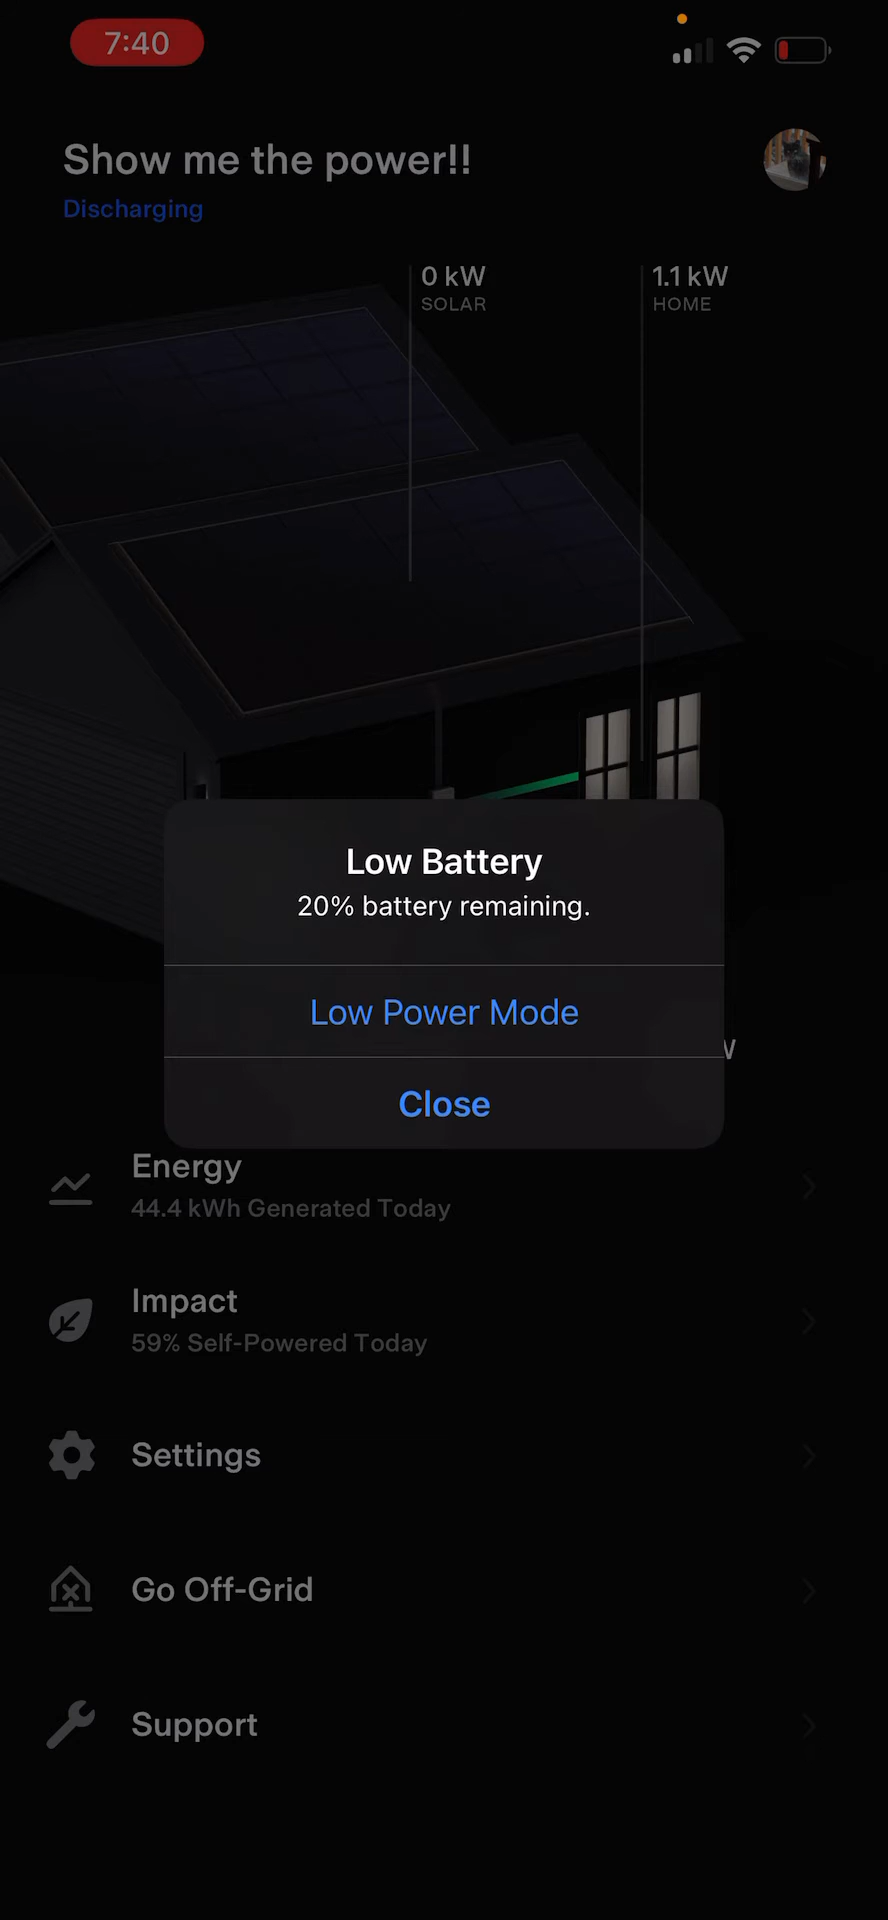 7:40
Show me the power!!
Discharging
0 kW
SOLAR
1.1 kW
HOME
Low Battery
20% battery remaining.
Low Power Mode
Close
Energy
44.4 kWh Generated Today
Impact
59% Self-Powered Today
Settings
Go Off-Grid
Support